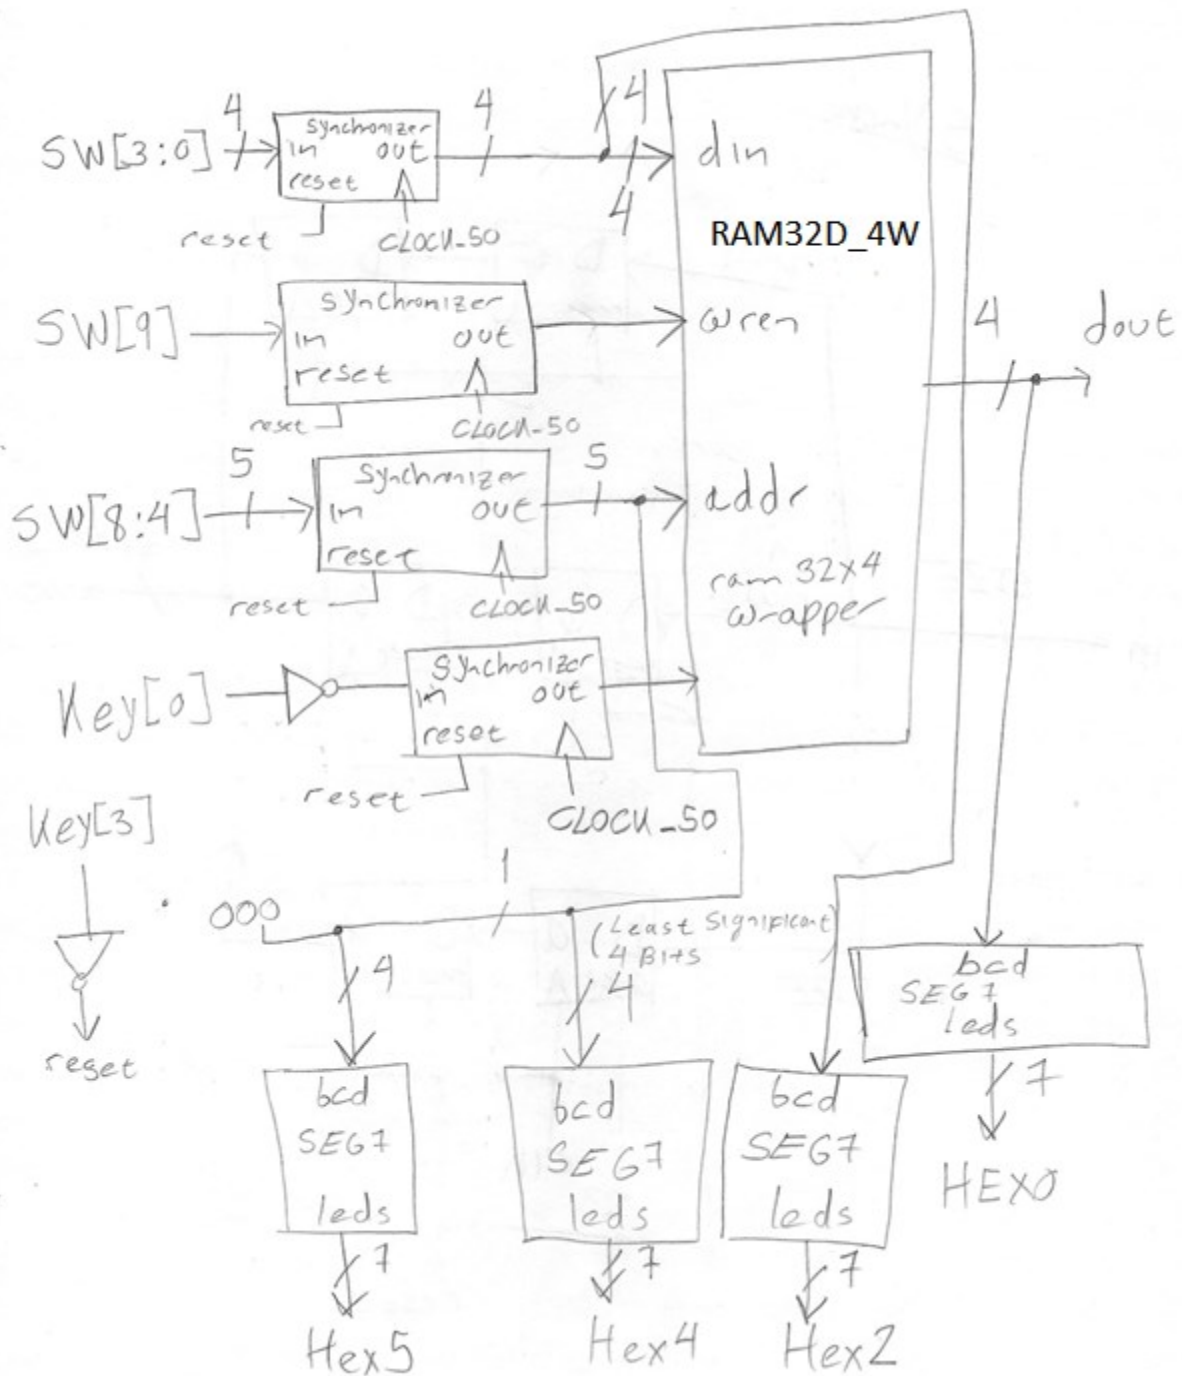 4
4
4
SW[3:0]
Synchronizer
in out
reset
reset
CLOCK_50
4
din
RAM32D_4W
SW[9]
Synchronizer
in out
reset
reset
CLOCK_50
wren
4
dout
SW[8:4]
5
Synchronizer
in out
reset
reset
CLOCK_50
5
addr
ram 32x4
wrapper
Key[0]
Synchronizer
in out
reset
reset
CLOCK_50
Key[3]
reset
000
1
(Least Significant)
4 Bits
4
4
bcd
SEG7
leds
7
HEX0
bcd
SEG7
leds
7
Hex5
bcd
SEG7
leds
7
Hex4
bcd
SEG7
leds
7
Hex2